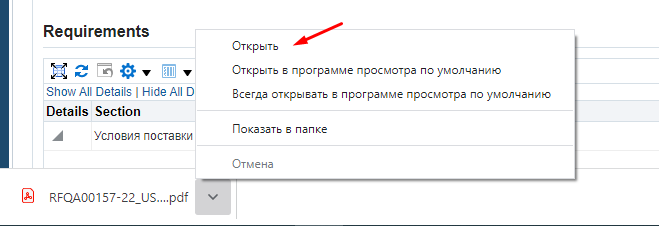 Requirements
Открыть
Открыть в программе просмотра по умолчанию
Show All Details | Hide All D
Всегда открывать в программе просмотра по умолчанию
Details Section
Условия поставки
Показать в папке
Отмена
RFQA00157-22_US....pdf